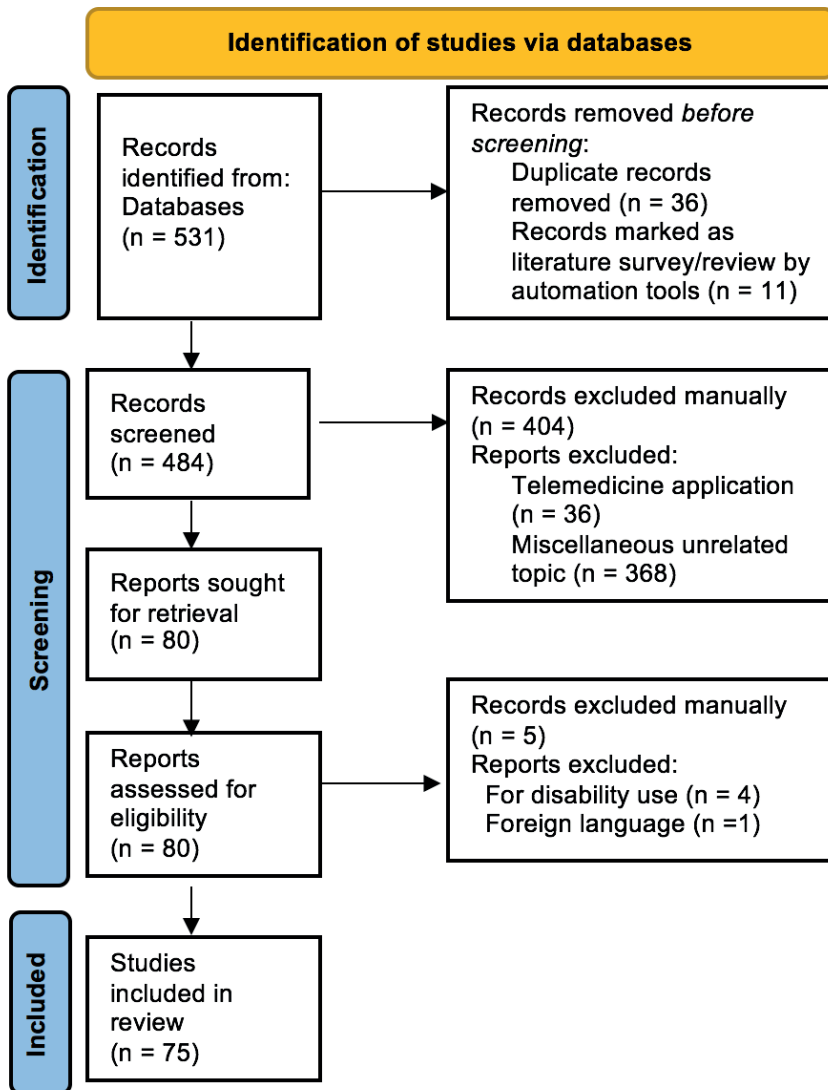 Identification of studies via databases
Identification
Records
identified from:
Databases
(n = 531)
Records removed before
screening:
Duplicate records
removed (n = 36)
Records marked as
literature survey/review by
automation tools (n = 11)
Screening
Records
screened
(n = 484)
Records excluded manually
(n = 404)
Reports excluded:
Telemedicine application
(n = 36)
Miscellaneous unrelated
topic (n = 368)
Reports sought
for retrieval
(n = 80)
Reports
assessed for
eligibility
(n = 80)
Records excluded manually
(n = 5)
Reports excluded:
For disability use (n = 4)
Foreign language (n =1)
Included
Studies
included in
review
(n = 75)